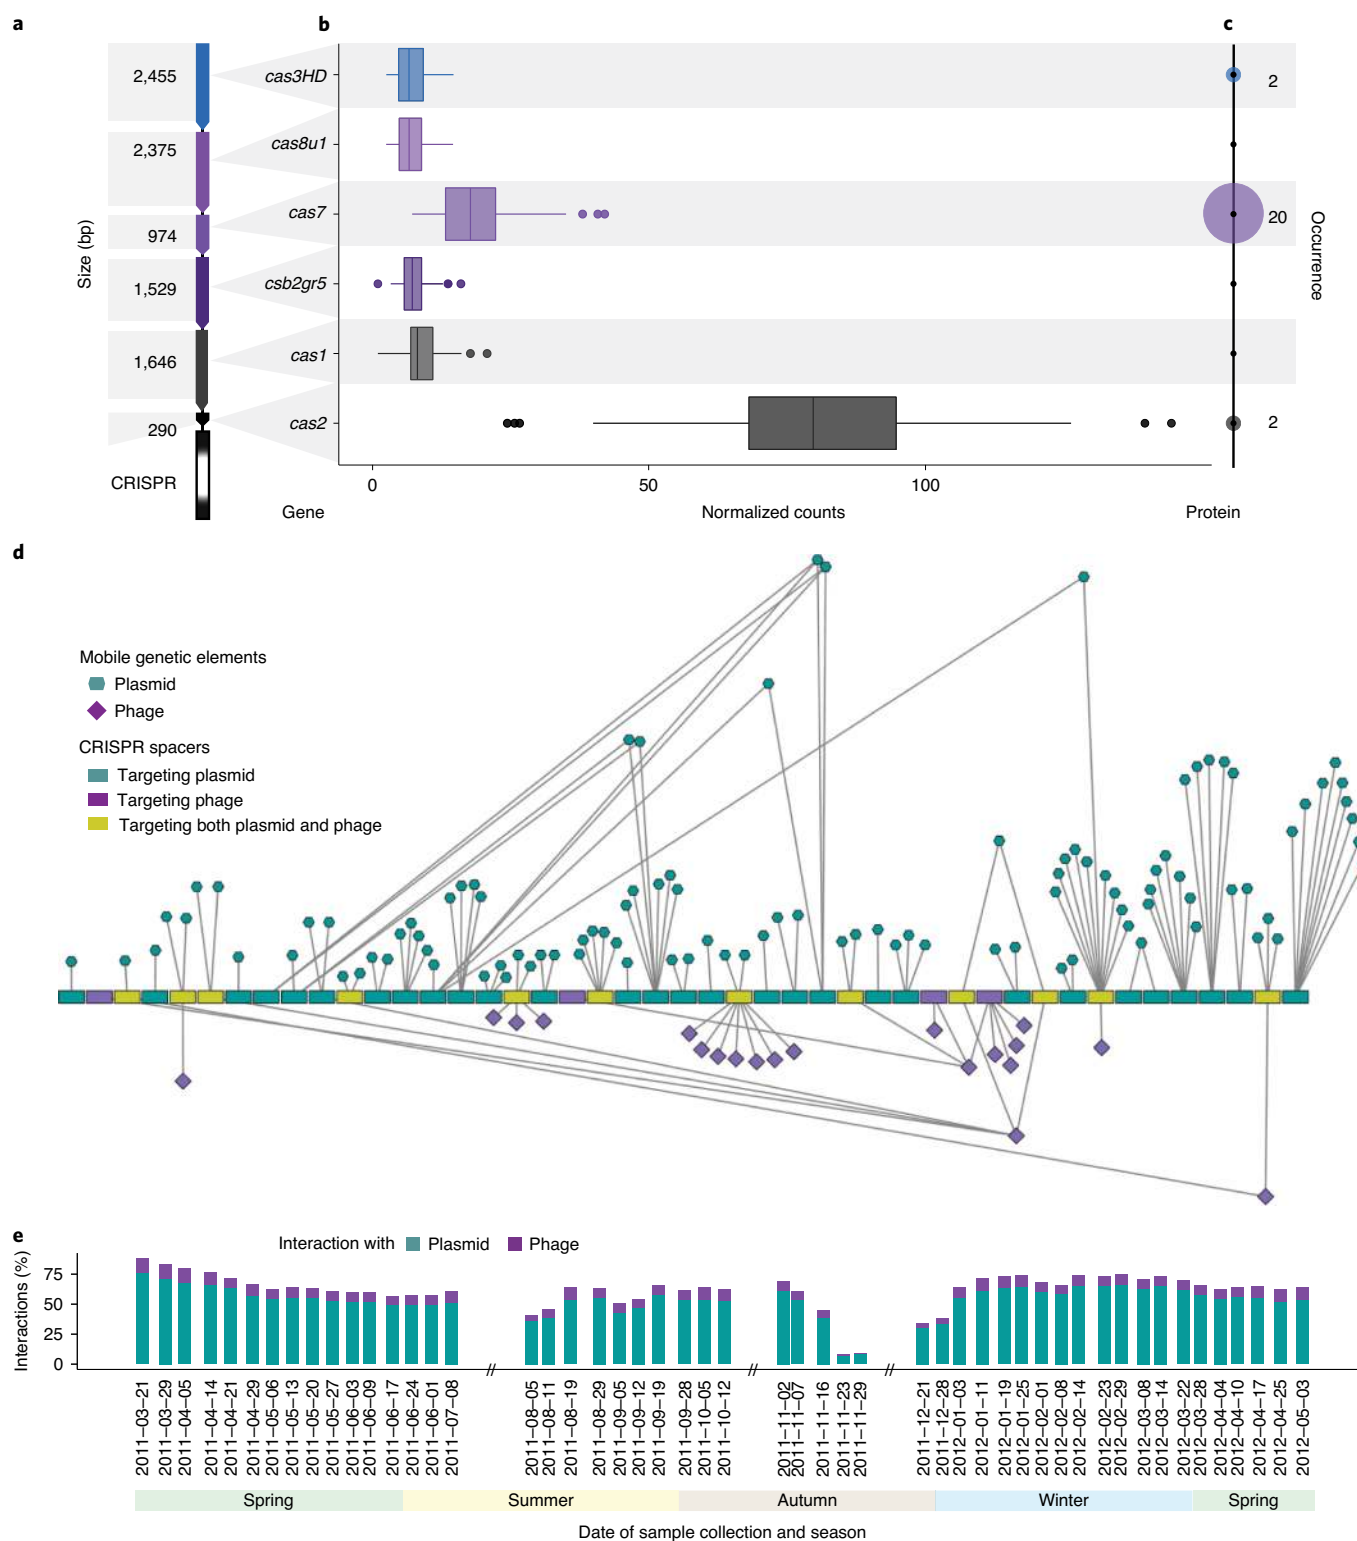 a
b
c
Size (bp)
2,455
2,375
974
1,529
1,646
290
CRISPR
cas3HD
cas8u1
cas7
csb2gr5
cas1
cas2
Gene
0
50
100
Normalized counts
2
20
2
Occurrence
Protein
d
Mobile genetic elements
Plasmid
Phage
CRISPR spacers
Targeting plasmid
Targeting phage
Targeting both plasmid and phage
e
Interaction with
Plasmid
Phage
Interactions (%)
75
50
25
0
2011–03–21
2011–03–29
2011–04–05
2011–04–14
2011–04–21
2011–04–29
2011–05–06
2011–05–13
2011–05–20
2011–05–27
2011–06–03
2011–06–09
2011–06–17
2011–06–24
2011–06–01
2011–07–08
2011–08–05
2011–08–11
2011–08–19
2011–08–29
2011–09–05
2011–09–12
2011–09–19
2011–09–28
2011–10–05
2011–10–12
2011–11–02
2011–11–07
2011–11–16
2011–11–23
2011–11–29
2011–12–21
2011–12–28
2012–01–03
2012–01–11
2012–01–19
2012–01–25
2012–02–01
2012–02–08
2012–02–14
2012–02–23
2012–02–29
2012–03–08
2012–03–14
2012–03–22
2012–03–28
2012–04–04
2012–04–10
2012–04–17
2012–04–25
2012–05–03
Spring
Summer
Autumn
Winter
Spring
Date of sample collection and season